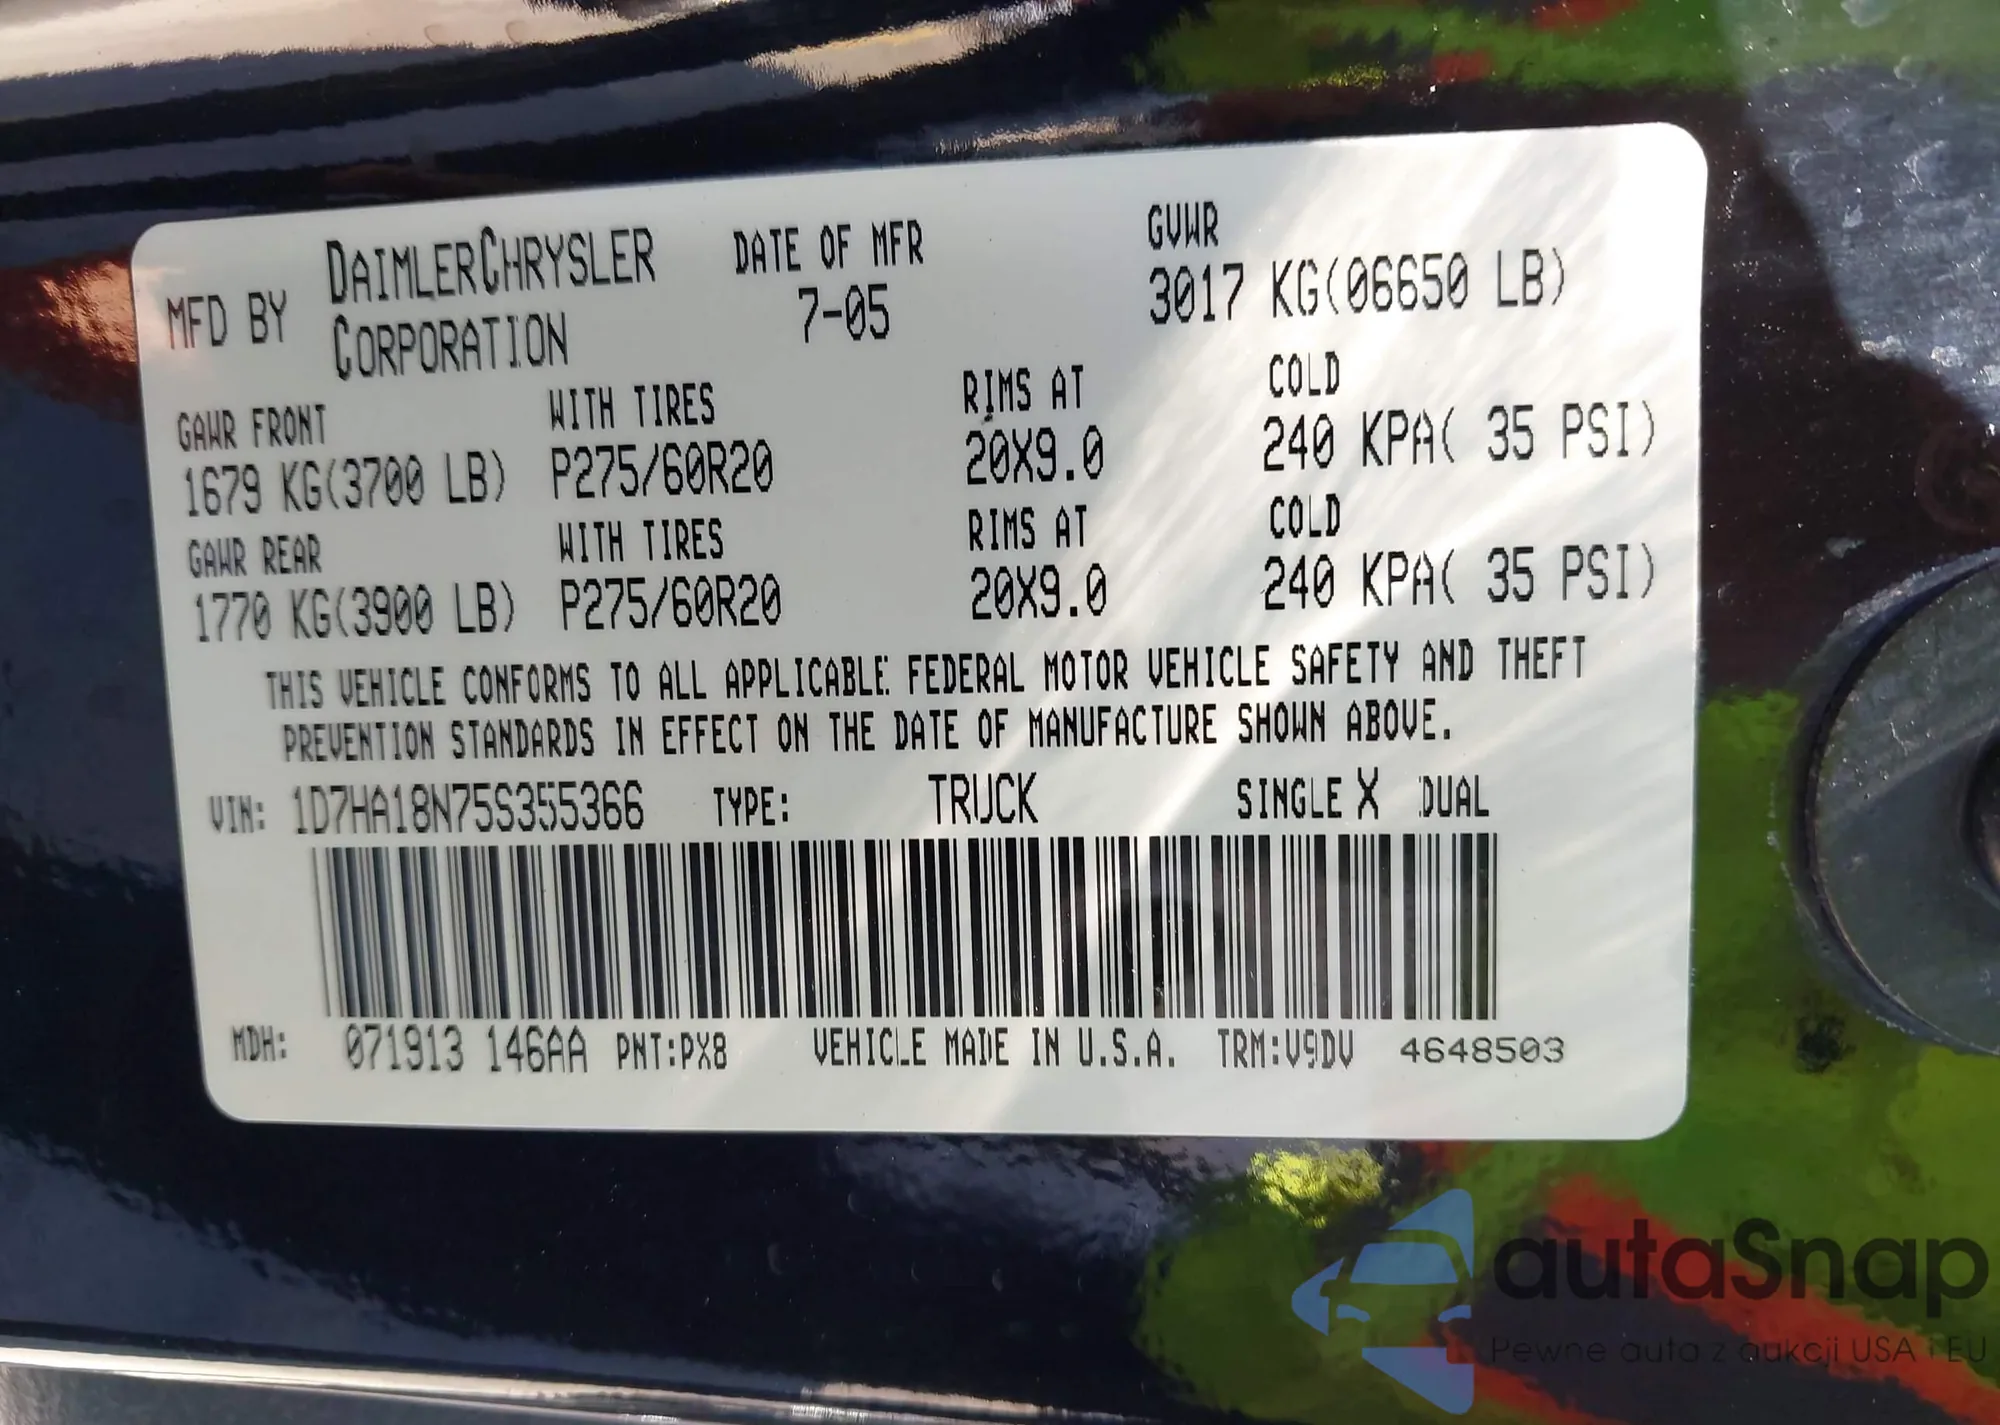 MFD BY DAIMLERCHRYSLER CORPORATION DATE OF MFR 7-05 GVWR 3017 KG(06650 LB)
GAWR FRONT WITH TIRES RIMS AT COLD
1679 KG(3700 LB) P275/60R20 20X9.0 240 KPA( 35 PSI)
GAWR REAR WITH TIRES RIMS AT COLD
1770 KG(3900 LB) P275/60R20 20X9.0 240 KPA( 35 PSI)
THIS VEHICLE CONFORMS TO ALL APPLICABLE FEDERAL MOTOR VEHICLE SAFETY AND THEFT
PREVENTION STANDARDS IN EFFECT ON THE DATE OF MANUFACTURE SHOWN ABOVE.
VIN: 1D7HA18N75S355366 TYPE: TRUCK SINGLE X DUAL
MDH: 071913 146AA PNT:PX8 VEHICLE MADE IN U.S.A. TRM:V9DV 4648503
autaSnap
Pewne auta z aukcji USA i EU